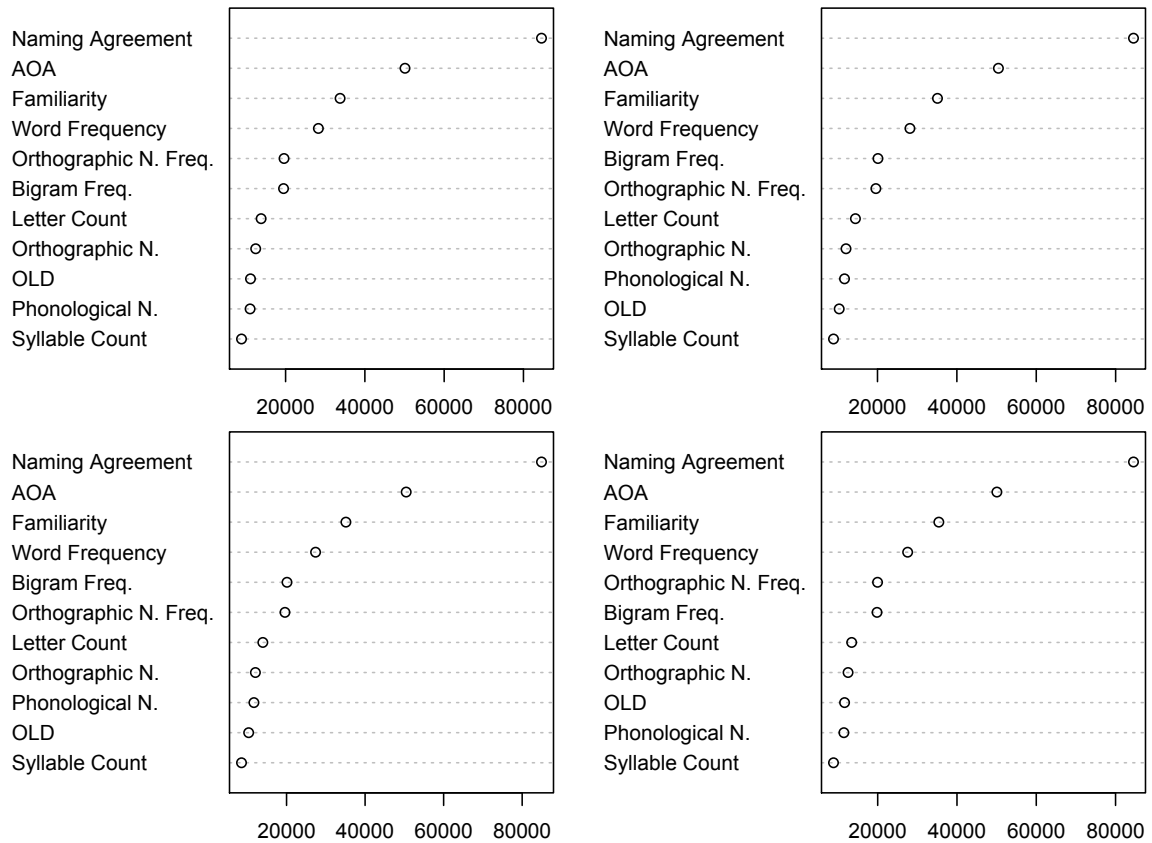 Naming Agreement
AOA
Familiarity
Word Frequency
Orthographic N. Freq.
Bigram Freq.
Letter Count
Orthographic N.
OLD
Phonological N.
Syllable Count
20000 40000 60000 80000
Naming Agreement
AOA
Familiarity
Word Frequency
Bigram Freq.
Orthographic N. Freq.
Letter Count
Orthographic N.
Phonological N.
OLD
Syllable Count
20000 40000 60000 80000
Naming Agreement
AOA
Familiarity
Word Frequency
Bigram Freq.
Orthographic N. Freq.
Letter Count
Orthographic N.
Phonological N.
OLD
Syllable Count
20000 40000 60000 80000
Naming Agreement
AOA
Familiarity
Word Frequency
Orthographic N. Freq.
Bigram Freq.
Letter Count
Orthographic N.
OLD
Phonological N.
Syllable Count
20000 40000 60000 80000